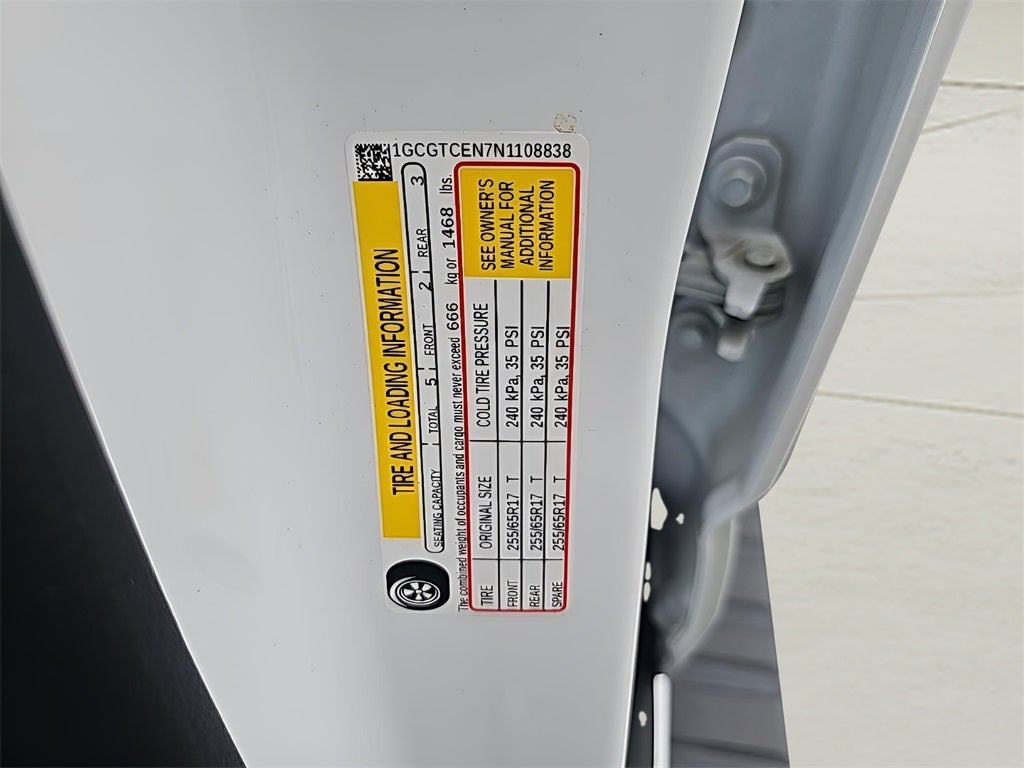 1GCGTCEN7N1108838
TIRE AND LOADING INFORMATION
SEATING CAPACITY TOTAL 5 FRONT 2 REAR 3
The combined weight of occupants and cargo must never exceed 666 kg or 1468 lbs.
TIRE ORIGINAL SIZE COLD TIRE PRESSURE
FRONT 255/65R17 T 240 kPa, 35 PSI
REAR 255/65R17 T 240 kPa, 35 PSI
SPARE 255/65R17 T 240 kPa, 35 PSI
SEE OWNER'S
MANUAL FOR
ADDITIONAL
INFORMATION